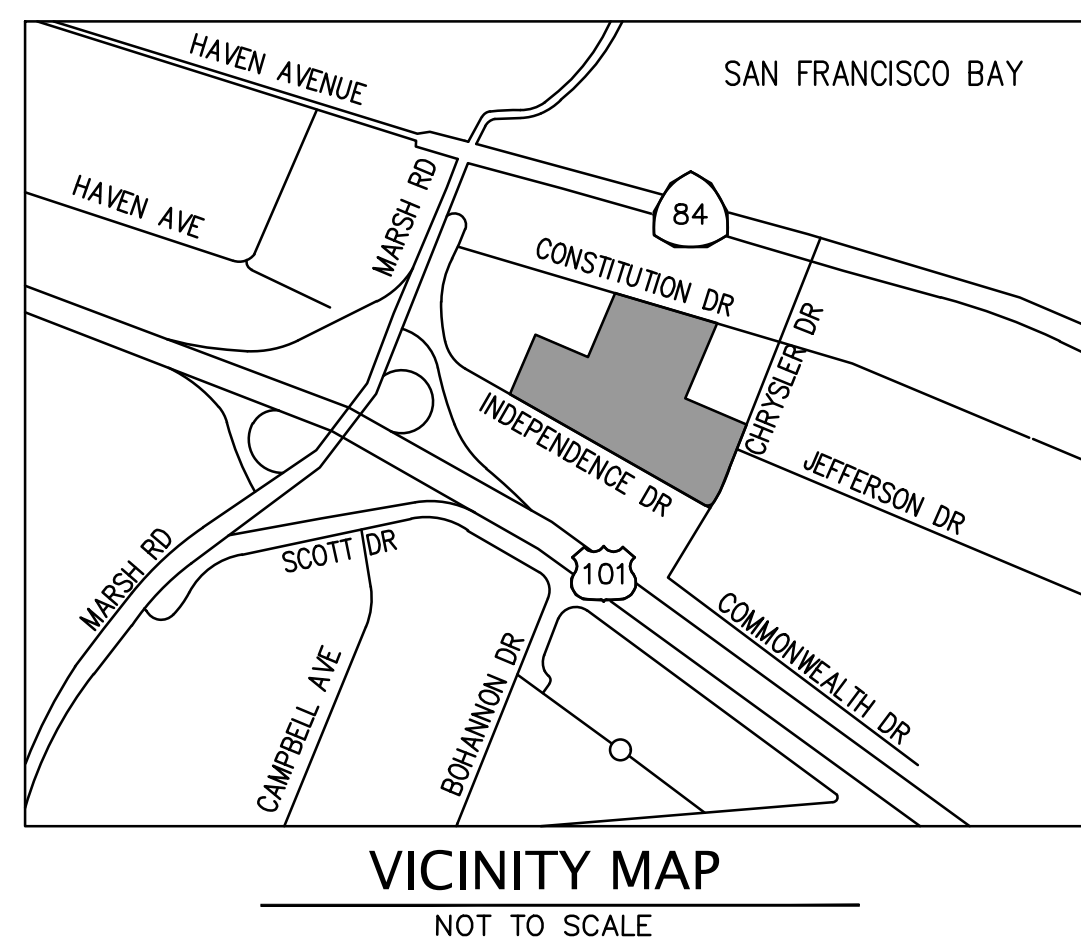 HAVEN AVENUE
SAN FRANCISCO BAY
HAVEN AVE
MARSH RD
84
CONSTITUTION DR
CHRYSLER DR
INDEPENDENCE DR
JEFFERSON DR
MARSH RD
SCOTT DR
101
COMMONWEALTH DR
CAMPBELL AVE
BOHANNON DR
VICINITY MAP
NOT TO SCALE